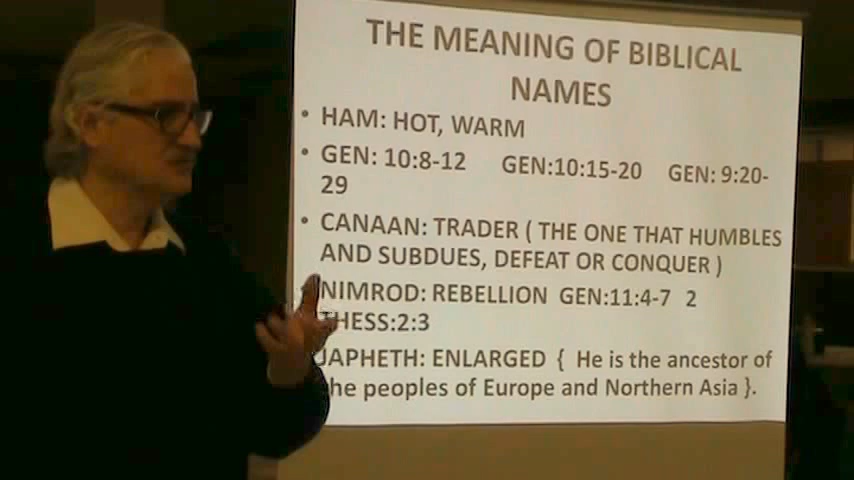 THE MEANING OF BIBLICAL
NAMES
• HAM: HOT, WARM
• GEN: 10:8-12 GEN:10:15-20 GEN: 9:20-
29
• CANAAN: TRADER ( THE ONE THAT HUMBLES
AND SUBDUES, DEFEAT OR CONQUER )
NIMROD: REBELLION GEN:11:4-7 2
THESS:2:3
JAPHETH: ENLARGED { He is the ancestor of
the peoples of Europe and Northern Asia }.